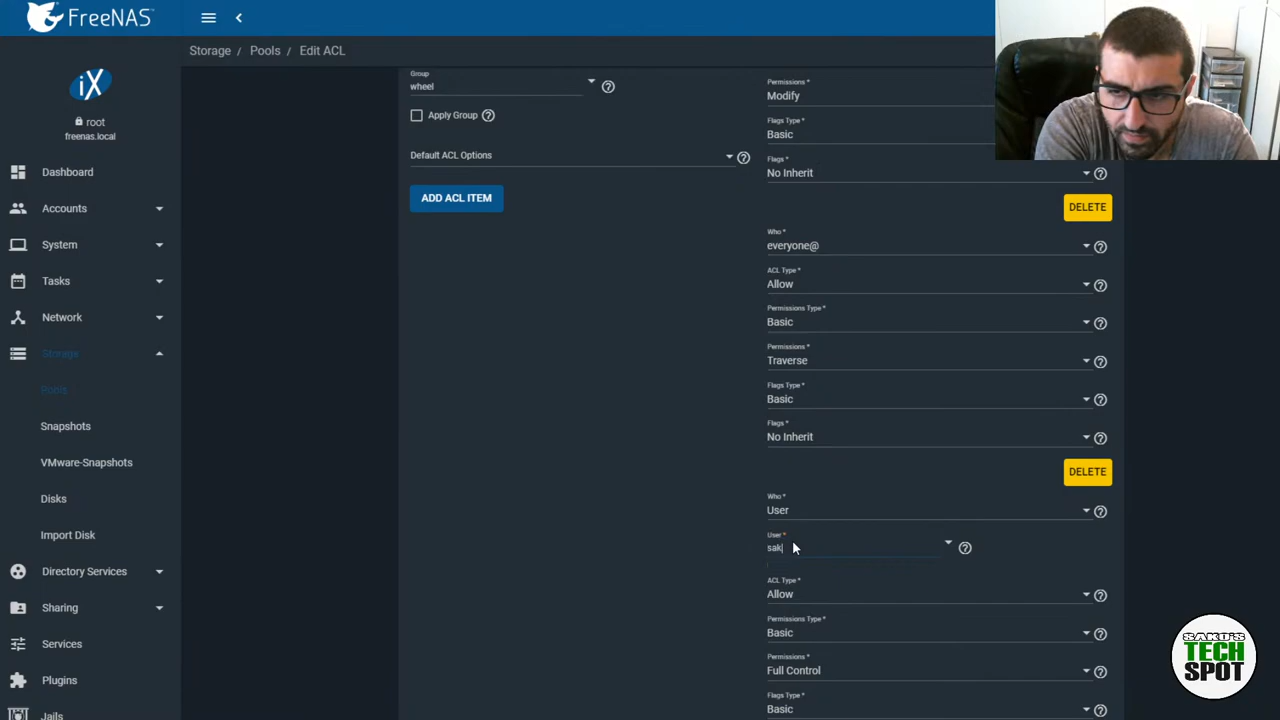 FreeNAS
Storage / Pools / Edit ACL
iX
root
freenas.local
Dashboard
Accounts
System
Tasks
Network
Storage
Pools
Snapshots
VMware-Snapshots
Disks
Import Disk
Directory Services
Sharing
Services
Plugins
Jails
Group
wheel
Apply Group
Default ACL Options
ADD ACL ITEM
Permissions *
Modify
Flags Type *
Basic
Flags *
No Inherit
DELETE
Who *
everyone@
ACL Type *
Allow
Permissions Type *
Basic
Permissions *
Traverse
Flags Type *
Basic
Flags *
No Inherit
DELETE
Who *
User
User *
sak
ACL Type *
Allow
Permissions Type *
Basic
Permissions *
Full Control
Flags Type *
Basic
SAKO'S
TECH
SPOT